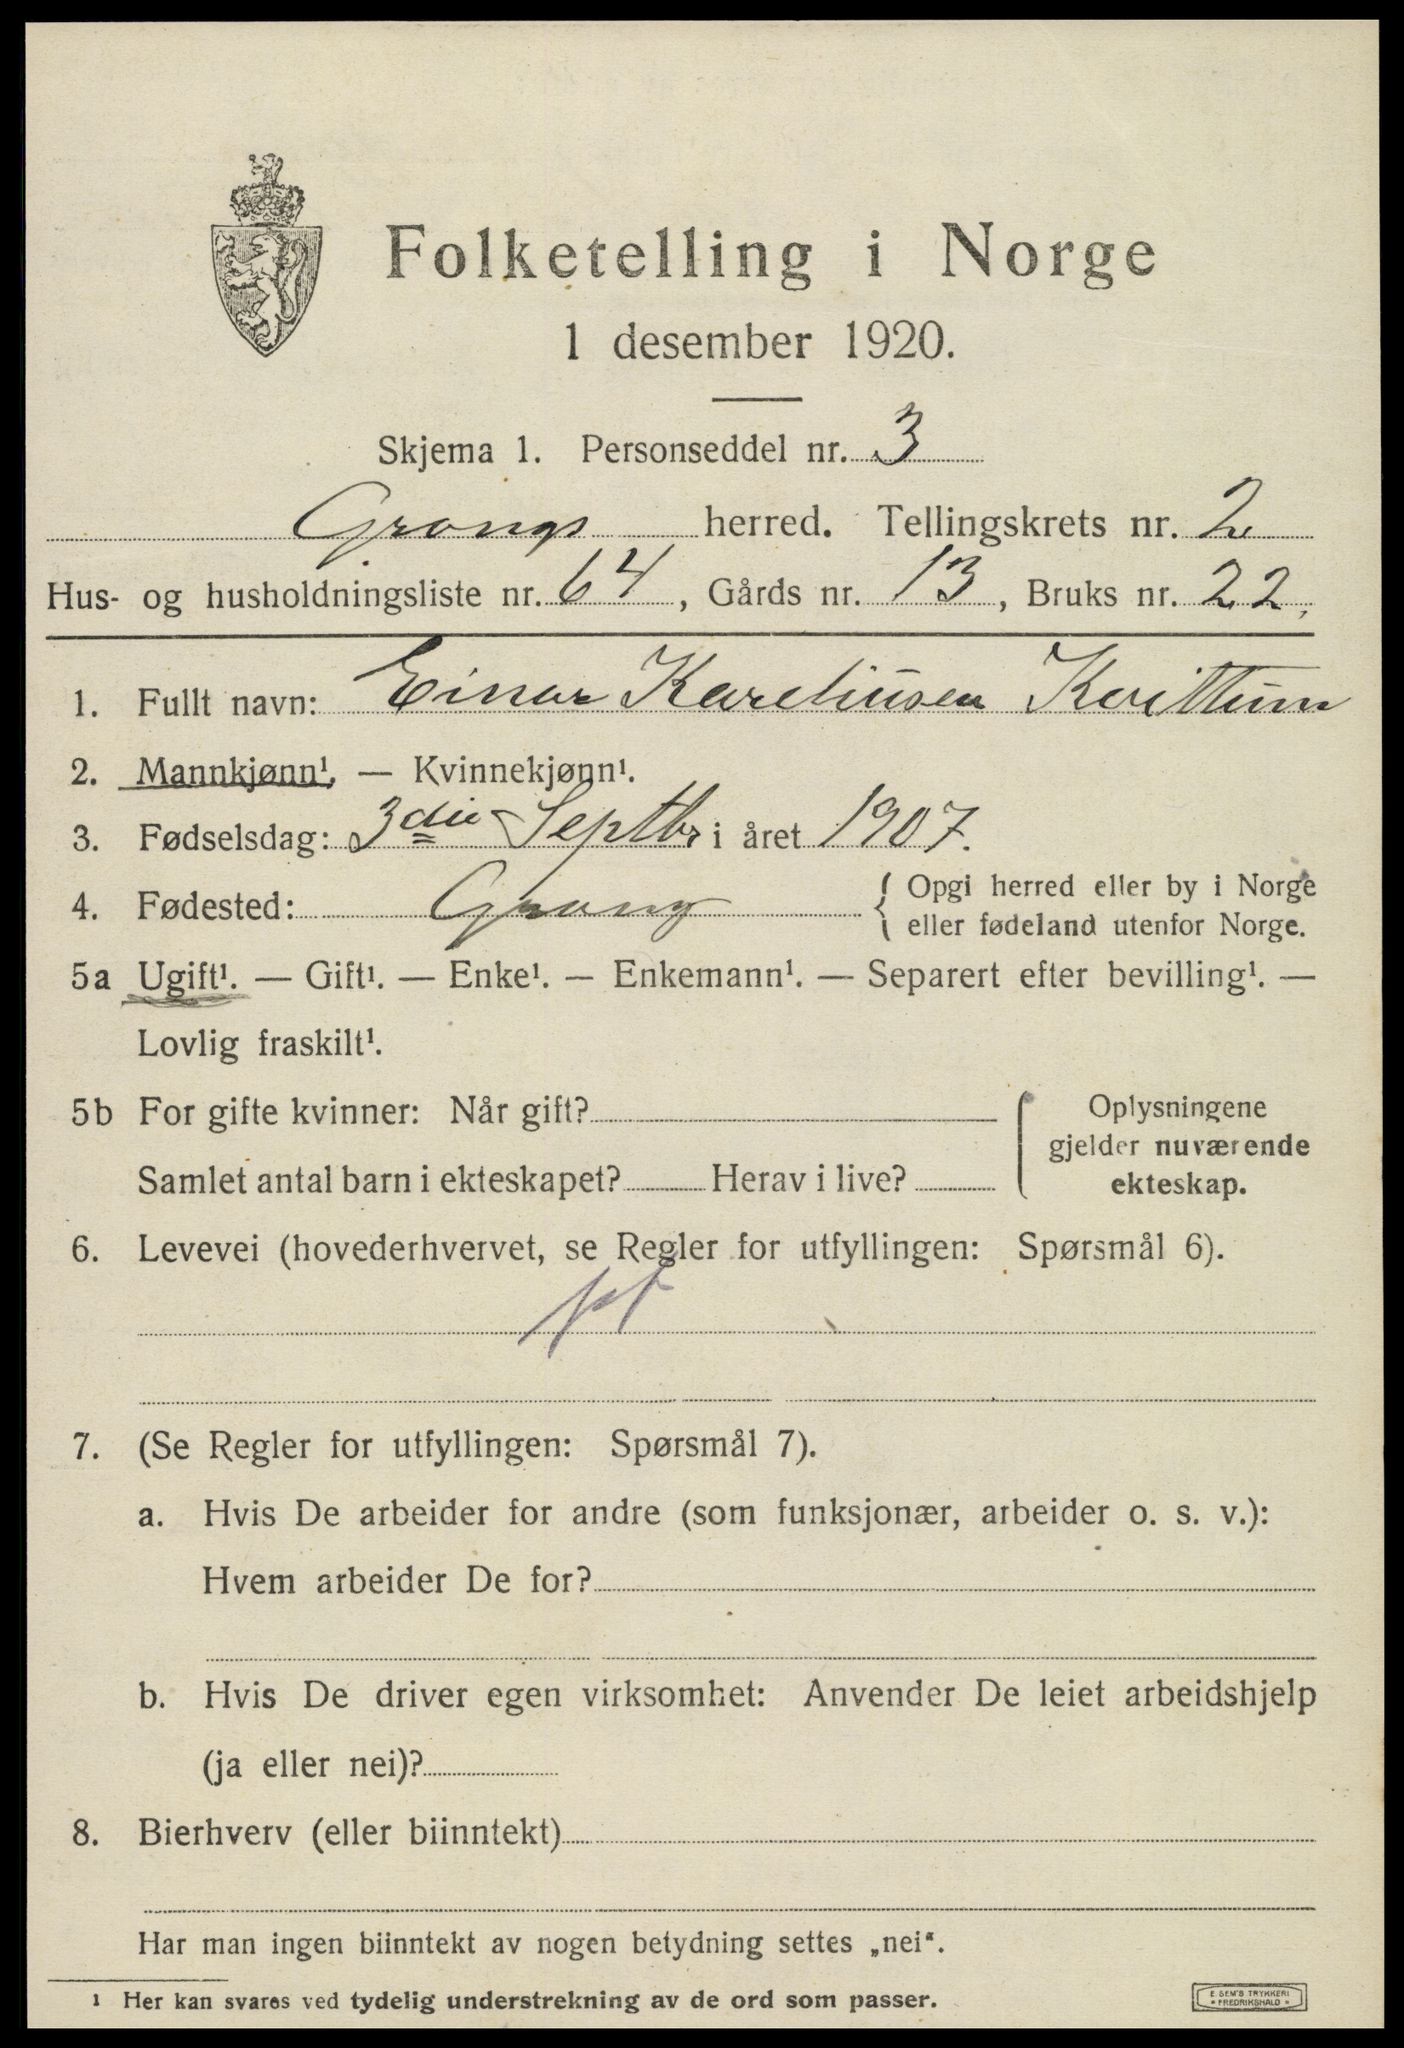 Folketelling i Norge
1 desember 1920.
Skjema 1. Personseddel nr. 3
Grongs herred. Tellingskrets nr. 2
Hus- og husholdningsliste nr. 64, Gårds nr. 13, Bruks nr. 22.
1. Fullt navn: Einar Kareliusen
2. Mannkjønn¹. — Kvinnekjønn¹.
3. Fødselsdag: 3die Septbr i året 1907.
4. Fødested: Grong { Opgi herred eller by i Norge
eller fødeland utenfor Norge.
5a Ugift¹. — Gift¹. — Enke¹. — Enkemann¹. — Separert efter bevilling¹. —
Lovlig fraskilt¹.
5b For gifte kvinner: Når gift? { Oplysningene
gjelder nuværende
Samlet antal barn i ekteskapet? Herav i live? ekteskap.
6. Levevei (hovederhvervet, se Regler for utfyllingen: Spørsmål 6).
7. (Se Regler for utfyllingen: Spørsmål 7).
a. Hvis De arbeider for andre (som funksjonær, arbeider o. s. v.):
Hvem arbeider De for?
b. Hvis De driver egen virksomhet: Anvender De leiet arbeidshjelp
(ja eller nei)?
8. Bierhverv (eller biinntekt)
Har man ingen biinntekt av nogen betydning settes „nei“.
1 Her kan svares ved tydelig understrekning av de ord som passer.
E. SEM'S TRYKKERI
* FREDRIKSHALD *